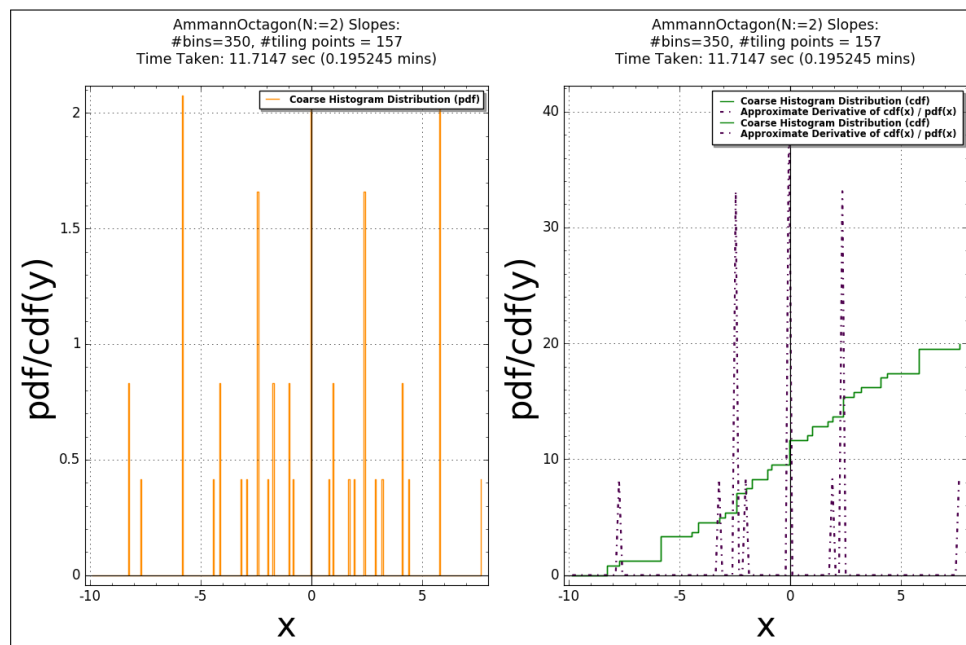 AmmannOctagon(N:=2) Slopes:
#bins=350, #tiling points = 157
Time Taken: 11.7147 sec (0.195245 mins)
Coarse Histogram Distribution (pdf)
2
1.5
1
0.5
0
-10
-5
0
5
pdf/cdf(y)
x
AmmannOctagon(N:=2) Slopes:
#bins=350, #tiling points = 157
Time Taken: 11.7147 sec (0.195245 mins)
Coarse Histogram Distribution (cdf)
Approximate Derivative of cdf(x) / pdf(x)
Coarse Histogram Distribution (cdf)
Approximate Derivative of cdf(x) / pdf(x)
40
30
20
10
0
-10
-5
0
5
pdf/cdf(y)
x